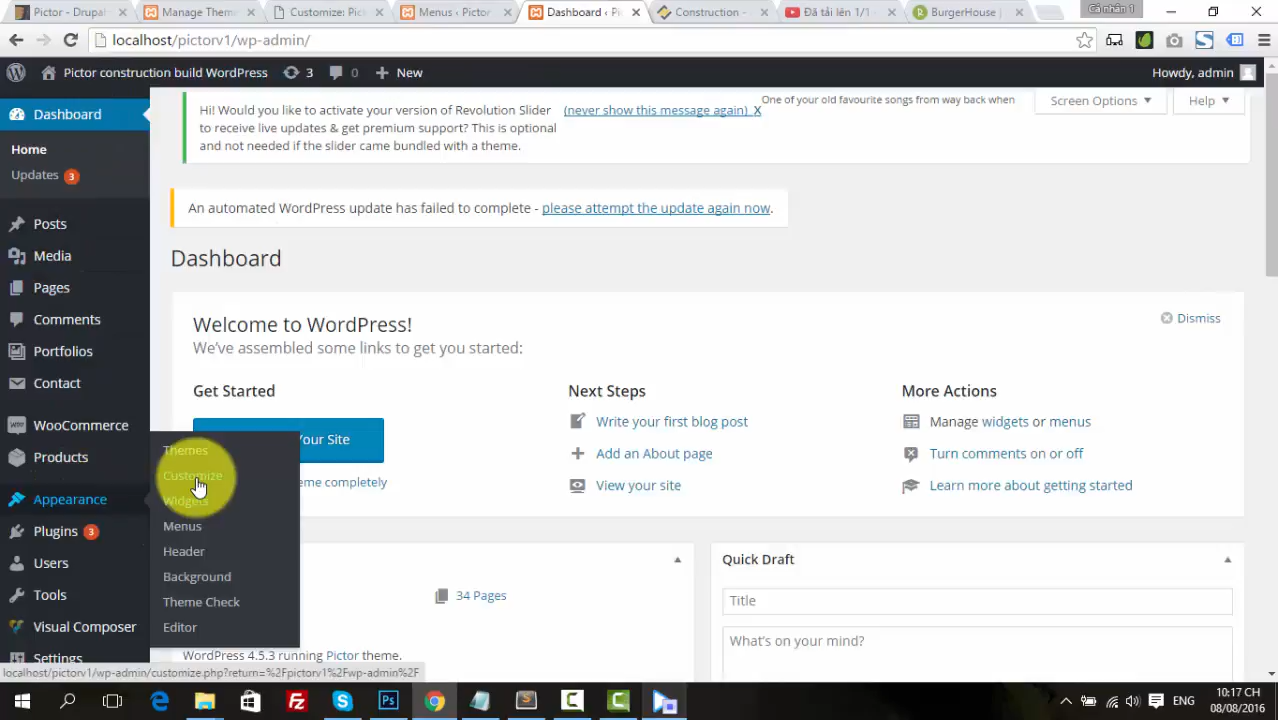 Pictor - Drupal
Manage Them
Customize: Pic
Menus ‹ Pictor
Dashboard ‹ Pi
Construction -
Đã tải lên 1/1
BurgerHouse |
Cá nhân 1
localhost/pictorv1/wp-admin/
Pictor construction build WordPress 3 0 New
Howdy, admin
Dashboard
Home
Updates 3
Posts
Media
Pages
Comments
Portfolios
Contact
WooCommerce
Products
Appearance
Plugins 3
Users
Tools
Visual Composer
Settings
Themes
Customize
Widgets
Menus
Header
Background
Theme Check
Editor
Hi! Would you like to activate your version of Revolution Slider
to receive live updates & get premium support? This is optional
and not needed if the slider came bundled with a theme.
(never show this message again) X
One of your old favourite songs from way back when
Screen Options
Help
An automated WordPress update has failed to complete - please attempt the update again now.
Dashboard
Welcome to WordPress!
We've assembled some links to get you started:
Dismiss
Get Started
Your Site
eme completely
Next Steps
Write your first blog post
Add an About page
View your site
More Actions
Manage widgets or menus
Turn comments on or off
Learn more about getting started
34 Pages
WordPress 4.5.3 running Pictor theme.
Quick Draft
Title
What's on your mind?
localhost/pictorv1/wp-admin/customize.php?return=%2Fpictorv1%2Fwp-admin%2F
ENG
10:17 CH
08/08/2016